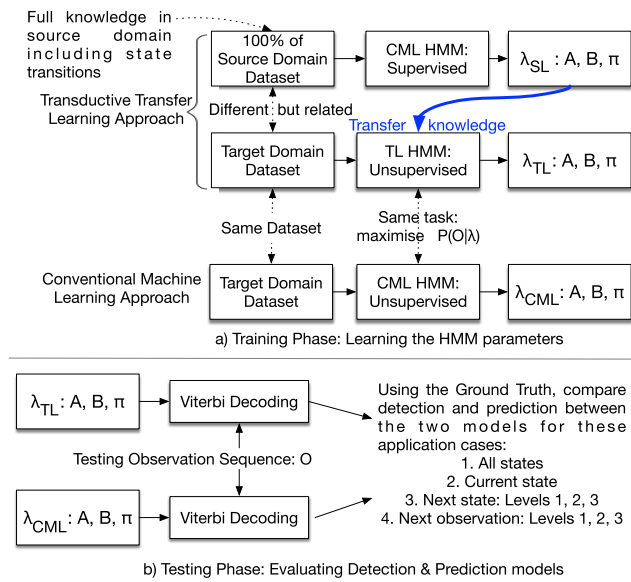 Full knowledge in
source domain
including state
transitions
100% of
Source Domain
Dataset
CML HMM:
Supervised
λSL : A, B, π
Transductive Transfer
Learning Approach
Different but related
Transfer knowledge
Target Domain
Dataset
TL HMM:
Unsupervised
λTL : A, B, π
Same Dataset
Same task:
maximise P(O|λ)
Conventional Machine
Learning Approach
Target Domain
Dataset
CML HMM:
Unsupervised
λCML : A, B, π
a) Training Phase: Learning the HMM parameters
λTL : A, B, π
Viterbi Decoding
Testing Observation Sequence: O
λCML : A, B, π
Viterbi Decoding
Using the Ground Truth, compare
detection and prediction between
the two models for these
application cases:
1. All states
2. Current state
3. Next state: Levels 1, 2, 3
4. Next observation: Levels 1, 2, 3
b) Testing Phase: Evaluating Detection & Prediction models